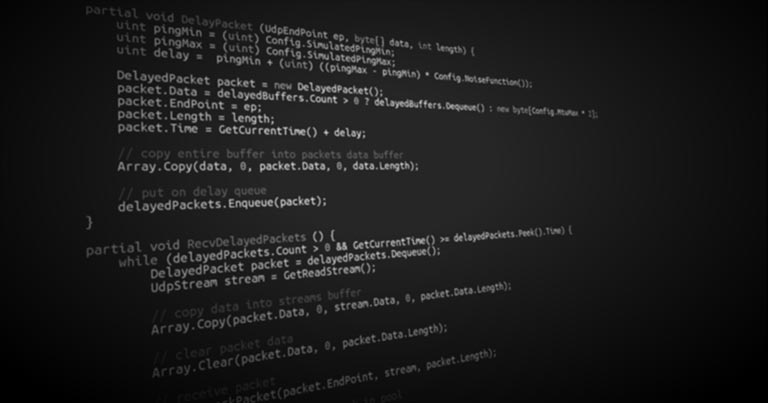 partial void DelayPacket (UdpEndPoint ep, byte[] data, int length) {
uint pingMin = (uint) Config.SimulatedPingMin;
uint pingMax = (uint) Config.SimulatedPingMax;
uint delay = pingMin + (uint) ((pingMax - pingMin) * Config.NoiseFunction());
DelayedPacket packet = new DelayedPacket();
packet.Data = delayedBuffers.Count > 0 ? delayedBuffers.Dequeue() : new byte[Config.MtuMax * 2];
packet.EndPoint = ep;
packet.Length = length;
packet.Time = GetCurrentTime() + delay;
// copy entire buffer into packets data buffer
Array.Copy(data, 0, packet.Data, 0, data.Length);
// put on delay queue
delayedPackets.Enqueue(packet);
}
partial void RecvDelayedPackets () {
while (delayedPackets.Count > 0 && GetCurrentTime() >= delayedPackets.Peek().Time) {
DelayedPacket packet = delayedPackets.Dequeue();
UdpStream stream = GetReadStream();
// copy data into streams buffer
Array.Copy(packet.Data, 0, stream.Data, 0, packet.Data.Length);
// clear packet data
Array.Clear(packet.Data, 0, packet.Data.Length);
// receive packet
(packet.EndPoint, stream, packet.Length);
in pool